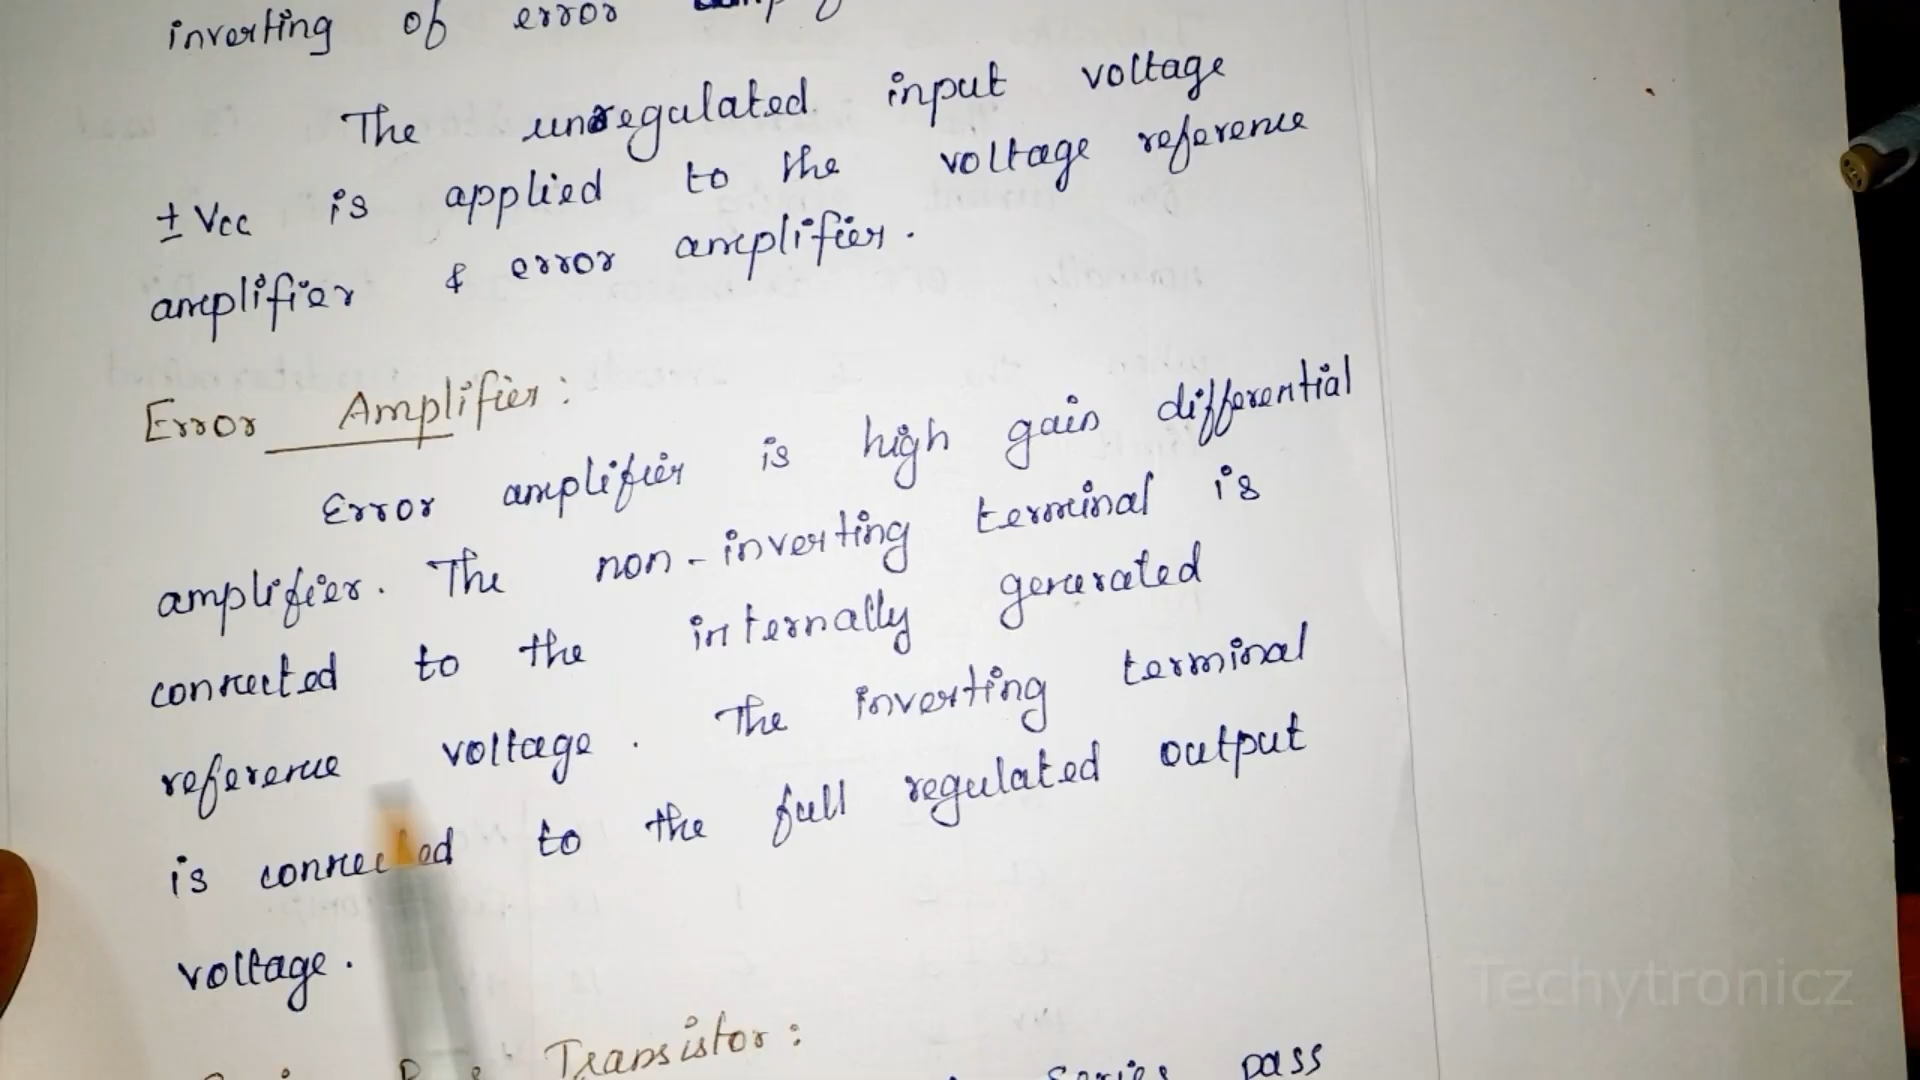 inverting of error
The unregulated input voltage
± Vcc is applied to the voltage reference
amplifier & error amplifier.
Error Amplifier:
Error amplifier is high gain differential
amplifier. The non-inverting terminal is
connected to the internally generated
reference voltage. The inverting terminal
is connected to the full regulated output
voltage.
Transistor:
Series pass
Techytronicz